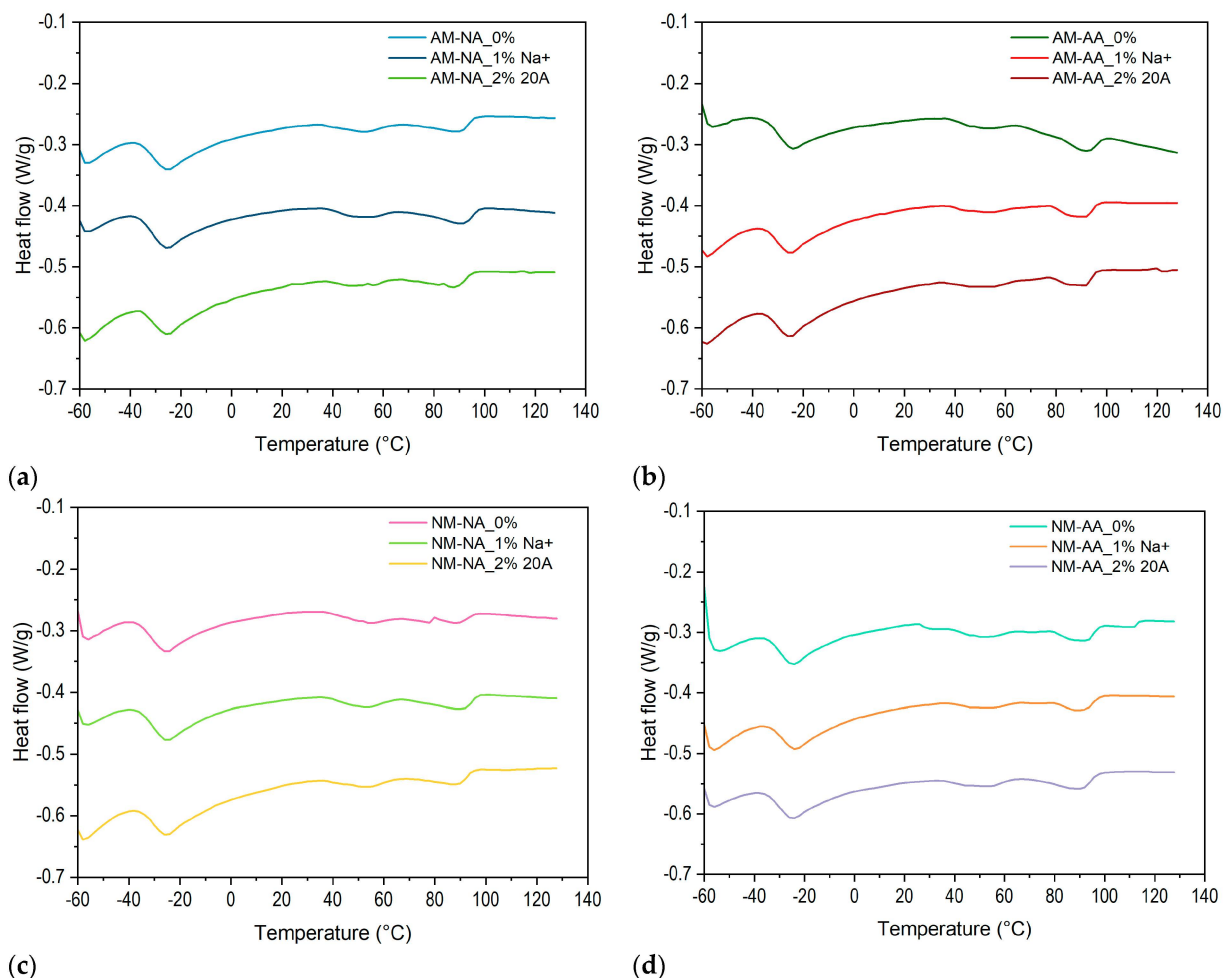 -0.1
-0.2
-0.3
-0.4
-0.5
-0.6
-0.7
Heat flow (W/g)
AM-NA_0%
AM-NA_1% Na+
AM-NA_2% 20A
-60 -40 -20 0 20 40 60 80 100 120 140
Temperature (°C)
(a)
-0.1
-0.2
-0.3
-0.4
-0.5
-0.6
-0.7
Heat flow (W/g)
AM-AA_0%
AM-AA_1% Na+
AM-AA_2% 20A
-60 -40 -20 0 20 40 60 80 100 120 140
Temperature (°C)
(b)
-0.1
-0.2
-0.3
-0.4
-0.5
-0.6
-0.7
Heat flow (W/g)
NM-NA_0%
NM-NA_1% Na+
NM-NA_2% 20A
-60 -40 -20 0 20 40 60 80 100 120 140
Temperature (°C)
(c)
-0.1
-0.2
-0.3
-0.4
-0.5
-0.6
-0.7
Heat flow (W/g)
NM-AA_0%
NM-AA_1% Na+
NM-AA_2% 20A
-60 -40 -20 0 20 40 60 80 100 120 140
Temperature (°C)
(d)